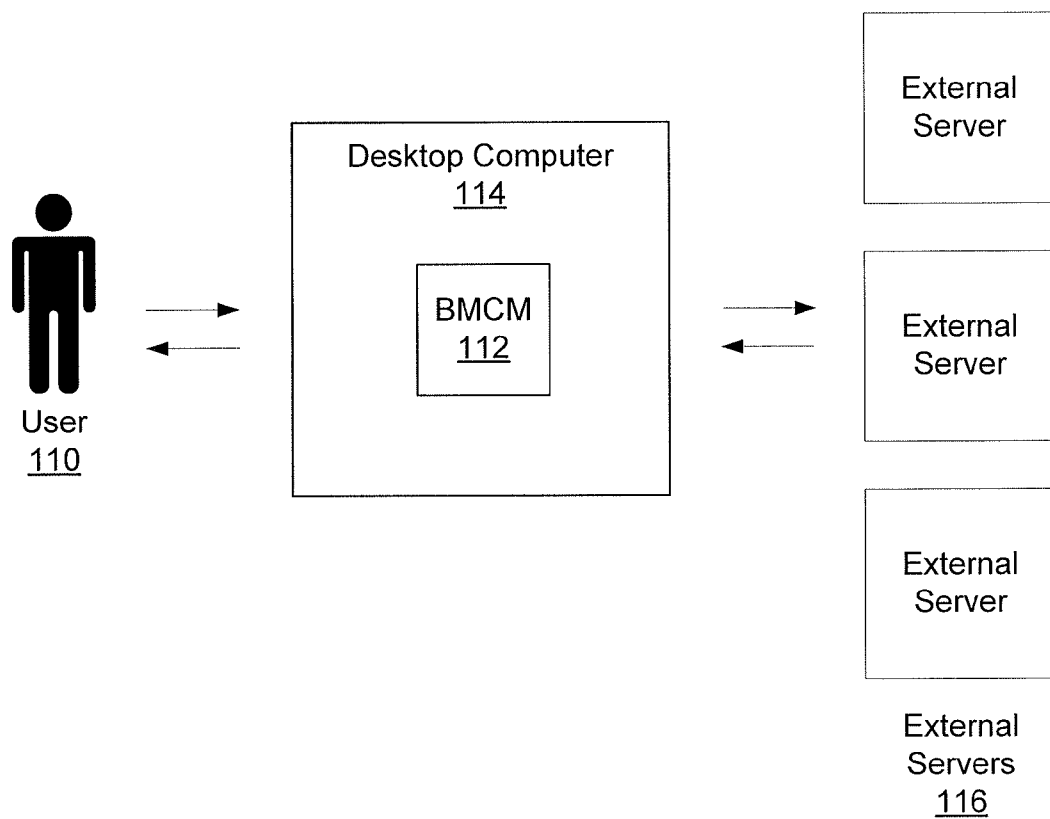 User
110
Desktop Computer
114
BMCM
112
External
Server
External
Server
External
Server
External
Servers
116